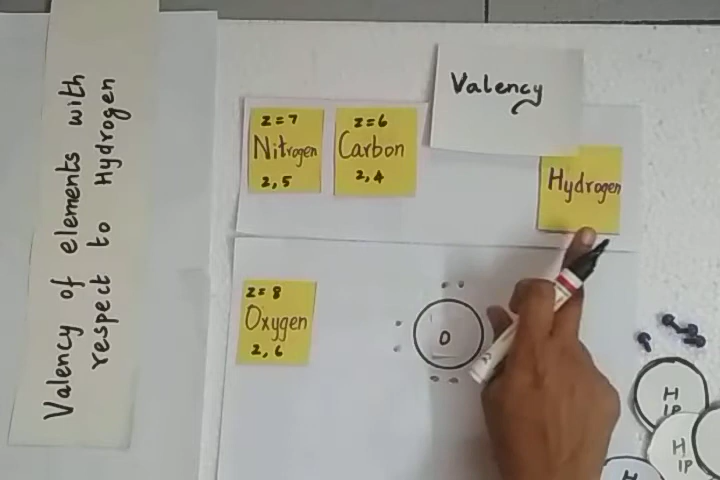 Valency of elements with
respect to Hydrogen
Valency
z=7
Nitrogen
2,5
z=6
Carbon
2,4
Hydrogen
z=8
Oxygen
2,6
O
H
1P
H
1P
H